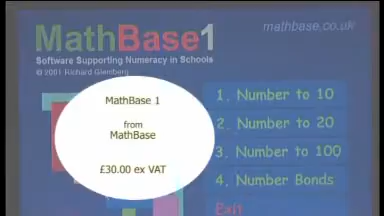 mathbase.co.uk
MathBase1
Software Supporting Numeracy in Schools
© 2001 Richard Glenberg
MathBase 1
from
MathBase
£30.00 ex VAT
1. Number to 10
2. Number to 20
3. Number to 100
4. Number Bonds
Exit